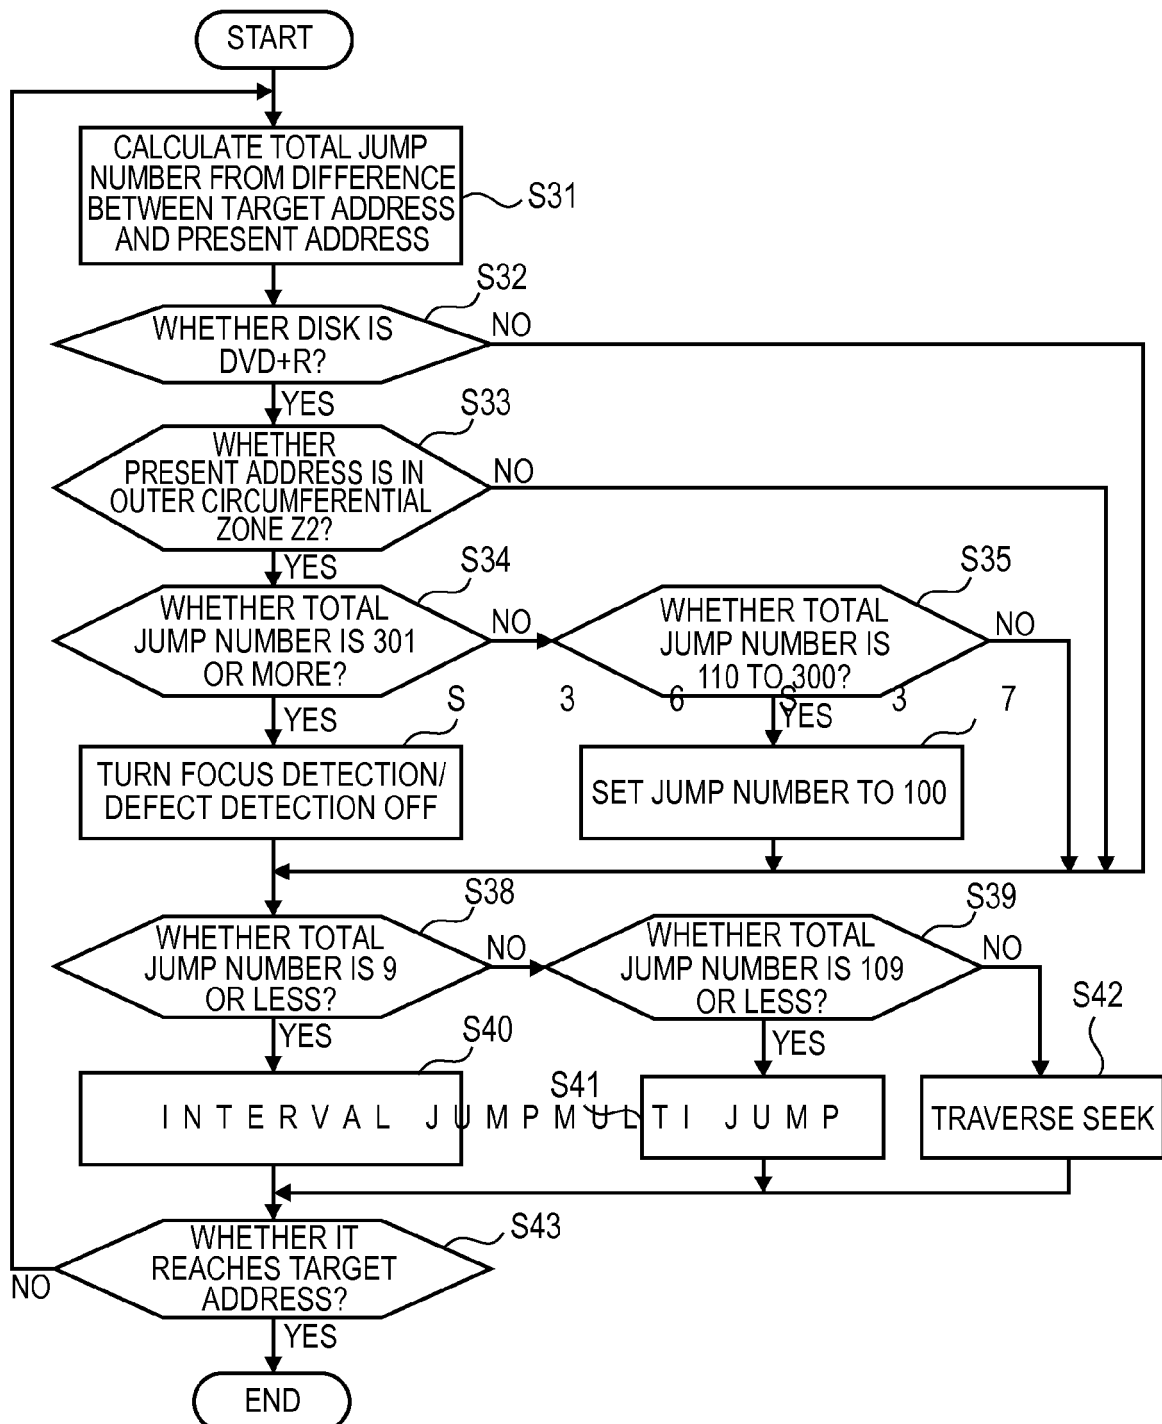 START
CALCULATE TOTAL JUMP
NUMBER FROM DIFFERENCE
BETWEEN TARGET ADDRESS
AND PRESENT ADDRESS
S31
S32
WHETHER DISK IS
DVD+R?
NO
YES
S33
WHETHER
PRESENT ADDRESS IS IN
OUTER CIRCUMFERENTIAL
ZONE Z2?
NO
YES
S34
WHETHER TOTAL
JUMP NUMBER IS 301
OR MORE?
NO
S35
WHETHER TOTAL
JUMP NUMBER IS
110 TO 300?
NO
YES
S 3 6 S 3 7
YES
TURN FOCUS DETECTION/
DEFECT DETECTION OFF
SET JUMP NUMBER TO 100
S38
WHETHER TOTAL
JUMP NUMBER IS 9
OR LESS?
NO
S39
WHETHER TOTAL
JUMP NUMBER IS 109
OR LESS?
NO
YES
S40
YES
S41
S42
INTERVAL JUMPMULTI JUMP
TRAVERSE SEEK
S43
WHETHER IT
REACHES TARGET
ADDRESS?
NO
YES
END